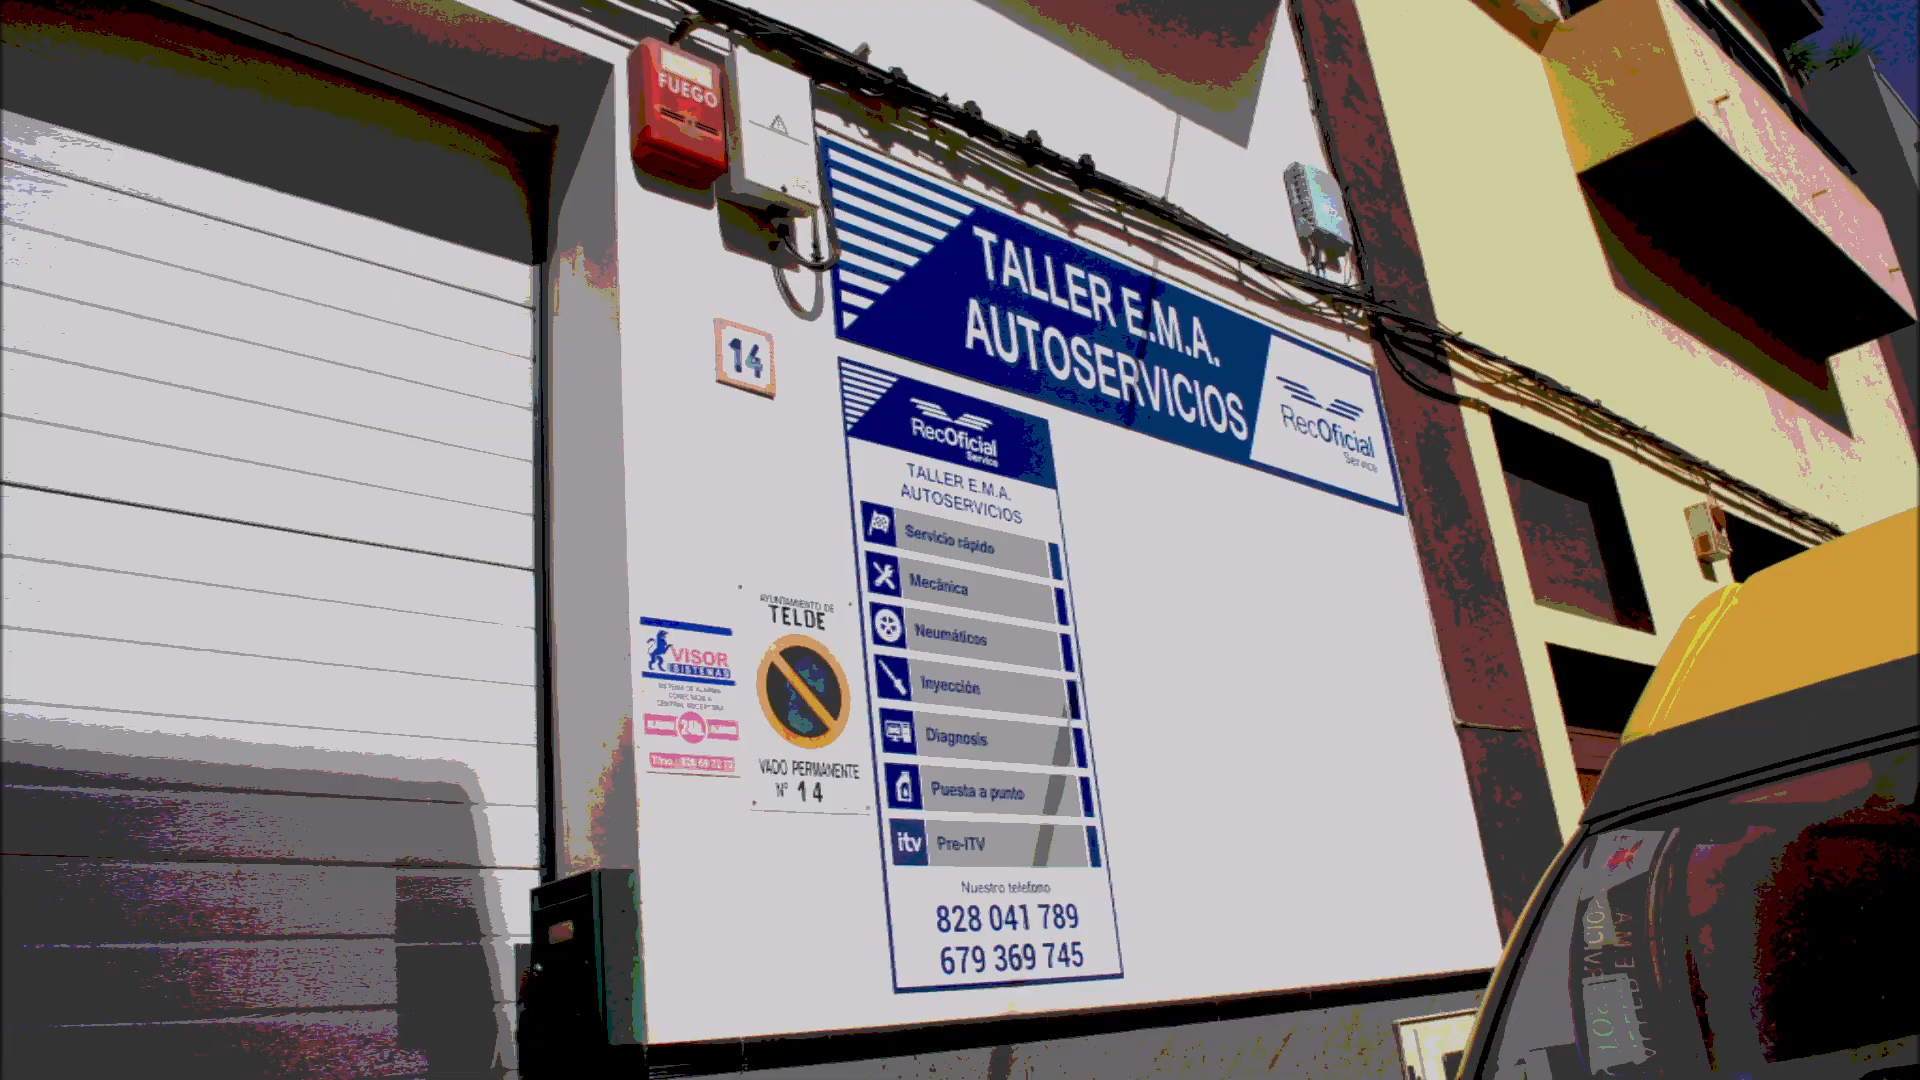 FUEGO
TALLER E.M.A.
AUTOSERVICIOS
RecOficial
Service
14
RecOficial
Service
TALLER E.M.A.
AUTOSERVICIOS
Servicio rápido
Mecánica
Neumáticos
Inyección
Diagnosis
Puesta a punto
itv Pre-ITV
Nuestro teléfono
828 041 789
679 369 745
AYUNTAMIENTO DE
TELDE
VADO PERMANENTE
Nº 14
VISOR
SISTEMAS
24h.